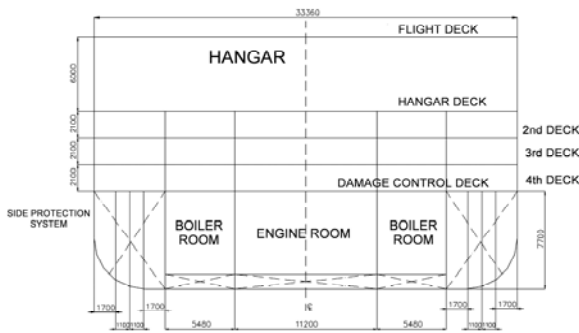 33360
FLIGHT DECK
HANGAR
6000
HANGAR DECK
2100
2nd DECK
2100
3rd DECK
2100
4th DECK
DAMAGE CONTROL DECK
SIDE PROTECTION
SYSTEM
BOILER
ROOM
ENGINE ROOM
BOILER
ROOM
7700
1700
1700
1700
1700
1100
1100
5480
11200
5480
1100
1100